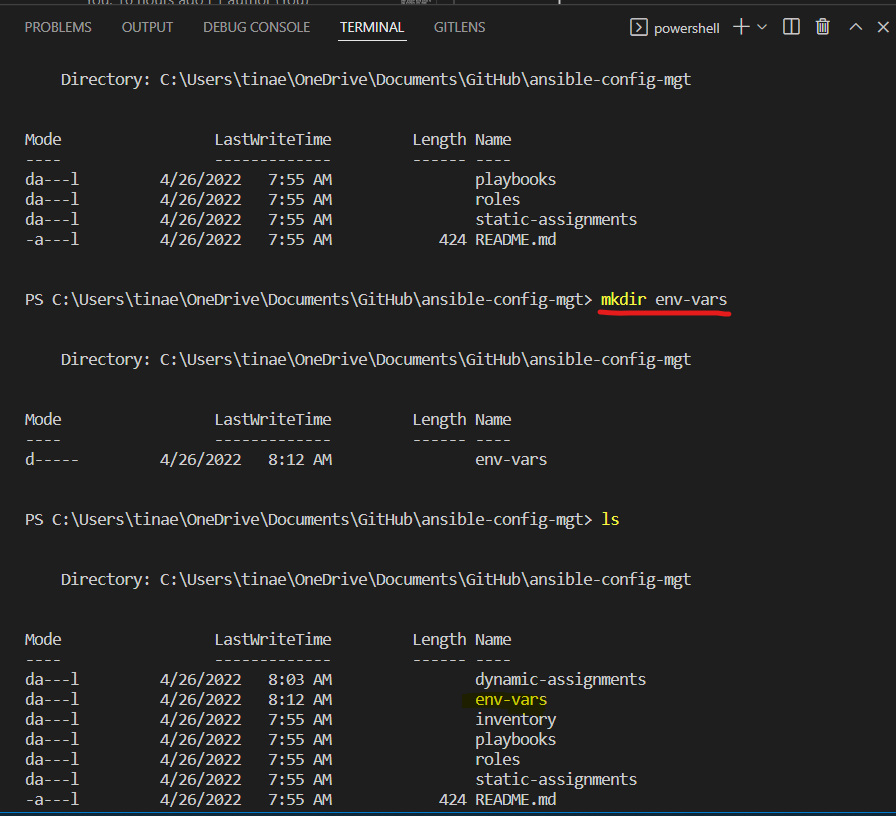 PROBLEMS OUTPUT DEBUG CONSOLE TERMINAL GITLENS powershell
Directory: C:\Users\tinae\OneDrive\Documents\GitHub\ansible-config-mgt
Mode LastWriteTime Length Name
---- ------------- ------ ----
da---l 4/26/2022 7:55 AM playbooks
da---l 4/26/2022 7:55 AM roles
da---l 4/26/2022 7:55 AM static-assignments
-a---l 4/26/2022 7:55 AM 424 README.md
PS C:\Users\tinae\OneDrive\Documents\GitHub\ansible-config-mgt> mkdir env-vars
Directory: C:\Users\tinae\OneDrive\Documents\GitHub\ansible-config-mgt
Mode LastWriteTime Length Name
---- ------------- ------ ----
d----- 4/26/2022 8:12 AM env-vars
PS C:\Users\tinae\OneDrive\Documents\GitHub\ansible-config-mgt> ls
Directory: C:\Users\tinae\OneDrive\Documents\GitHub\ansible-config-mgt
Mode LastWriteTime Length Name
---- ------------- ------ ----
da---l 4/26/2022 8:03 AM dynamic-assignments
da---l 4/26/2022 8:12 AM env-vars
da---l 4/26/2022 7:55 AM inventory
da---l 4/26/2022 7:55 AM playbooks
da---l 4/26/2022 7:55 AM roles
da---l 4/26/2022 7:55 AM static-assignments
-a---l 4/26/2022 7:55 AM 424 README.md